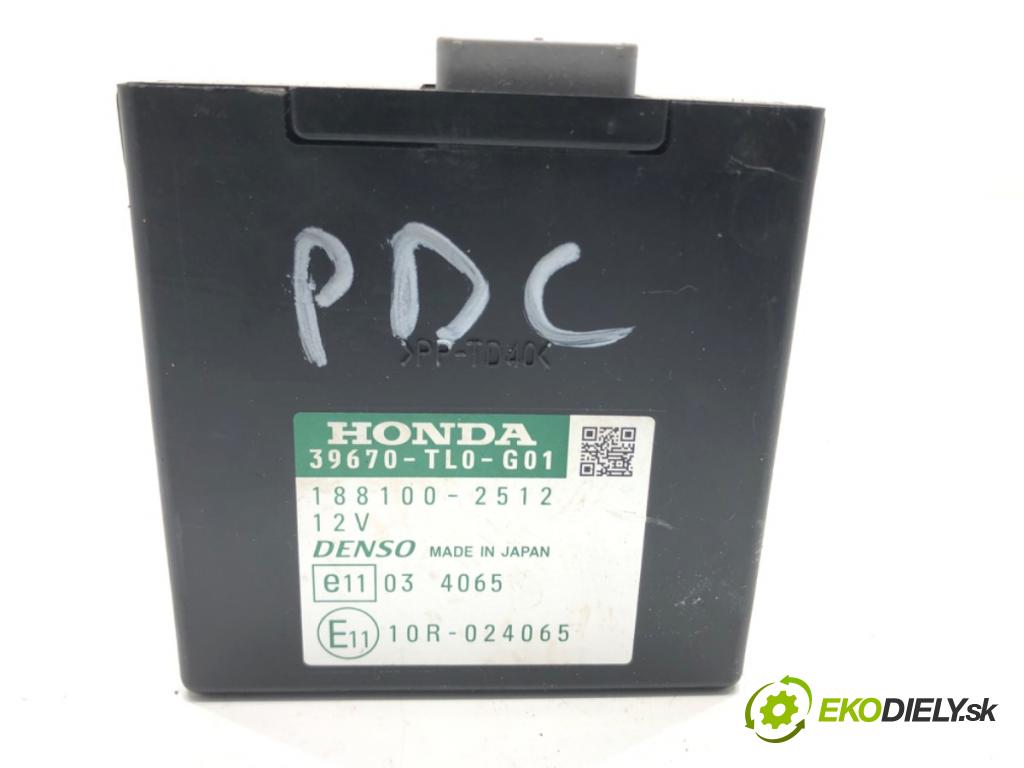 PDC
>PP-TD40<
HONDA
39670-TL0-G01
188100-2512
12V
DENSO MADE IN JAPAN
e11 03 4065
E11 10R-024065
EKODIELY.sk